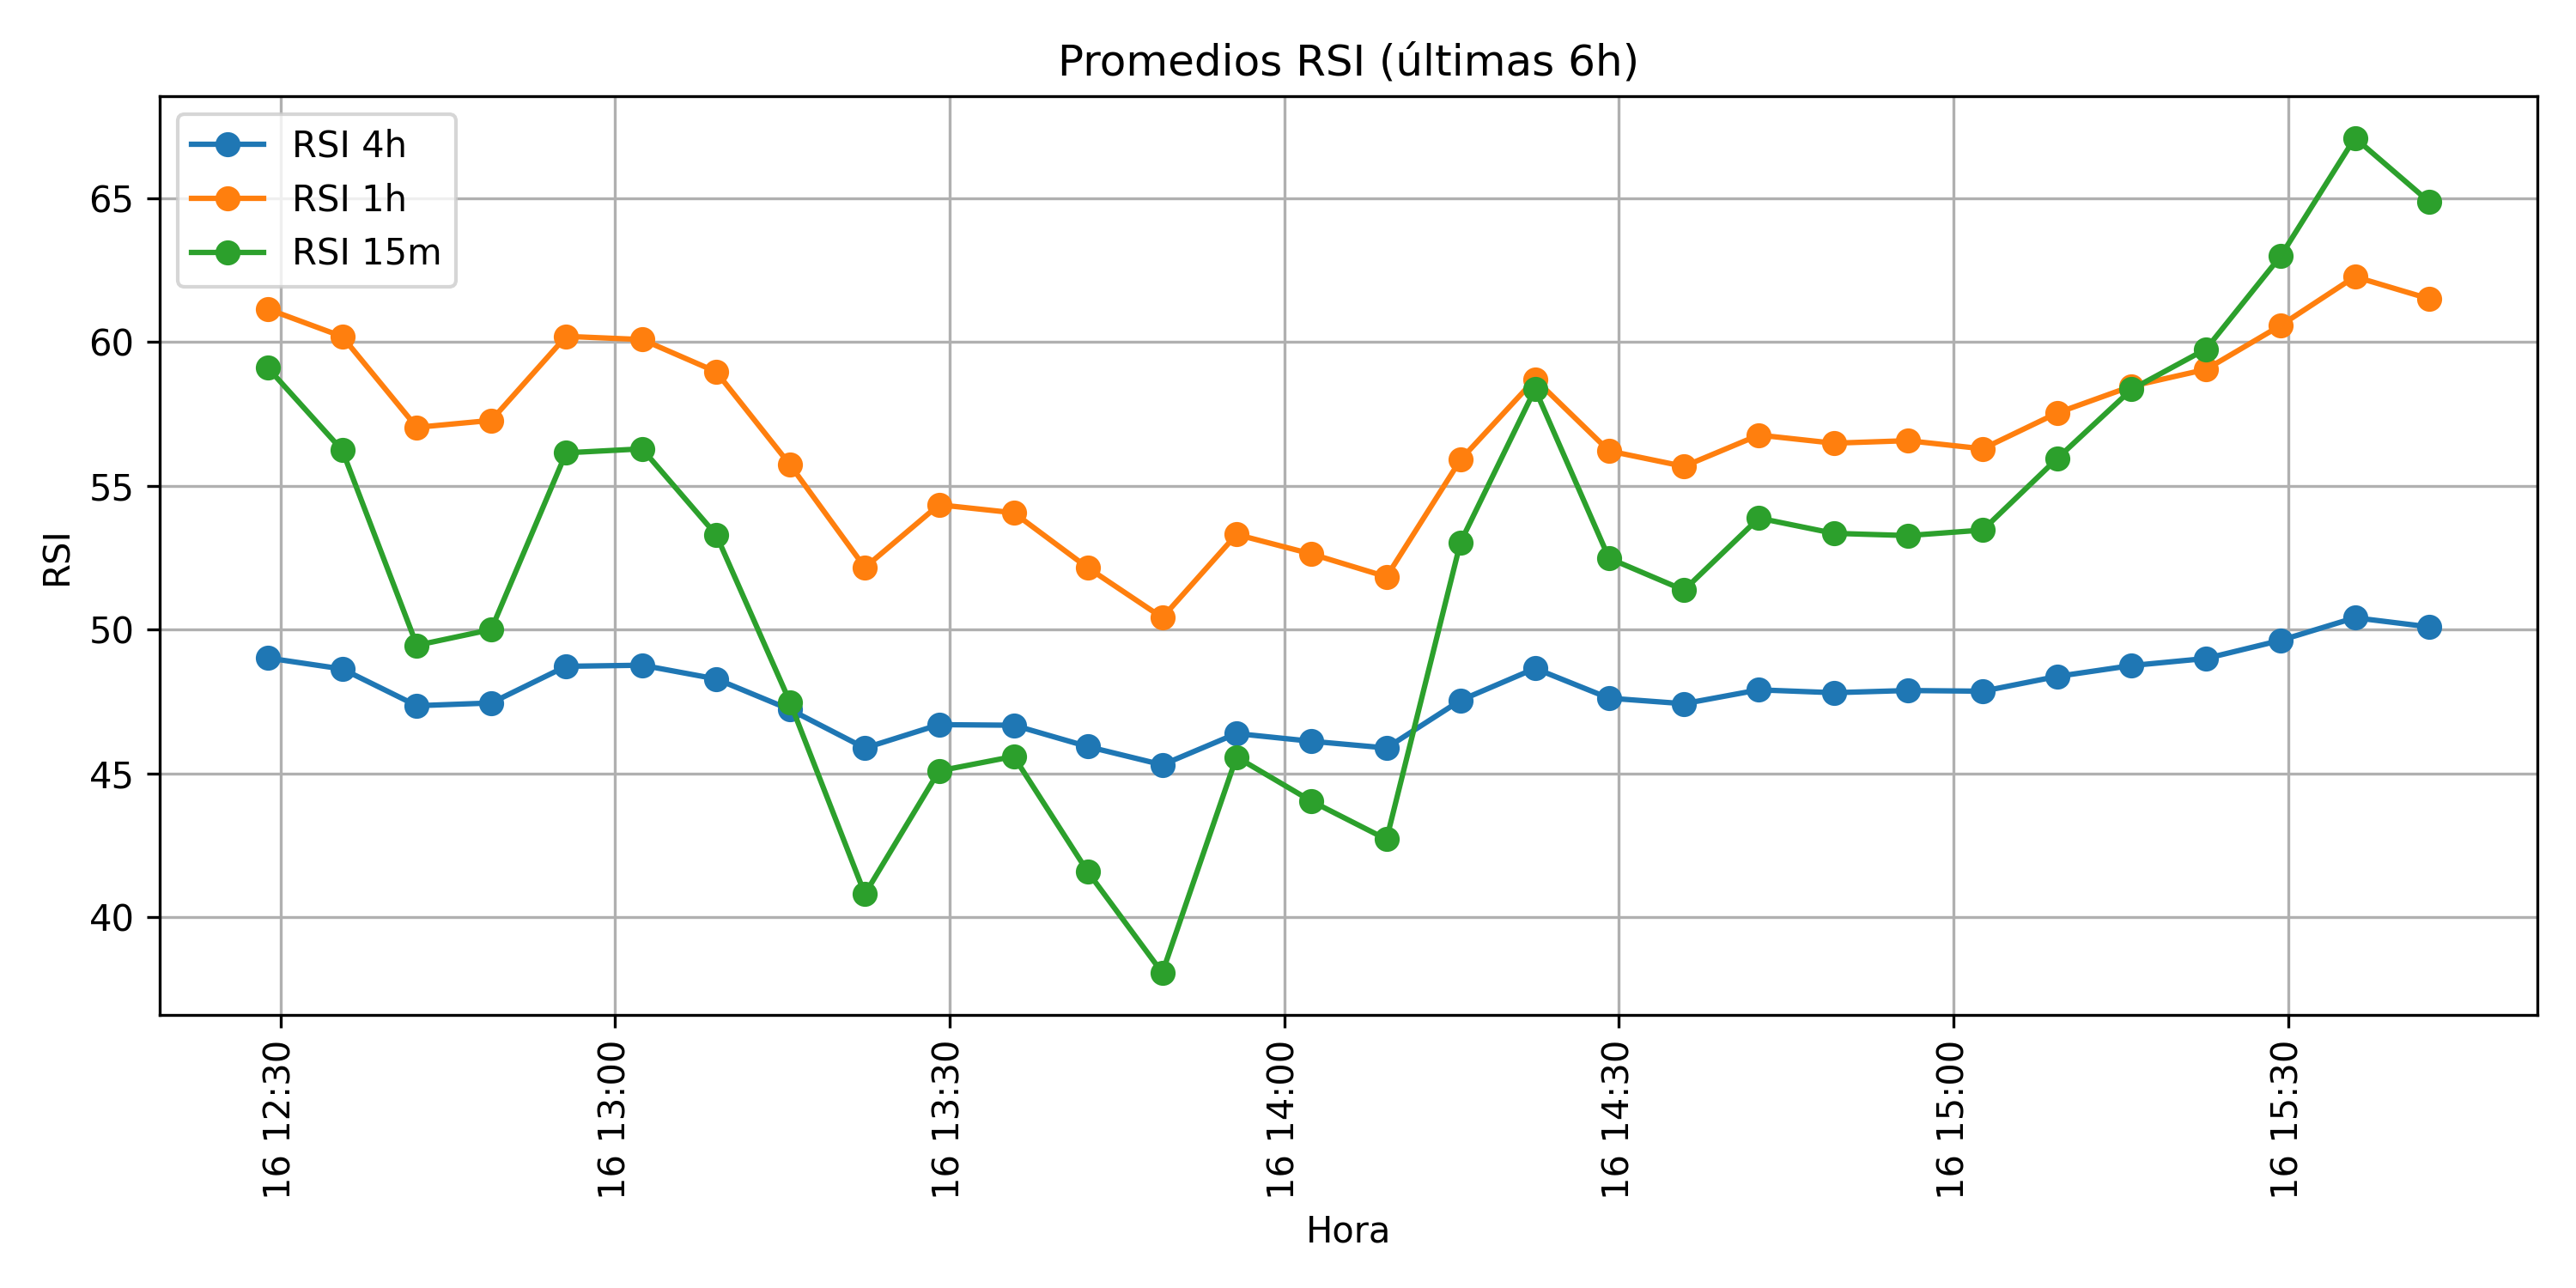 Promedios RSI (últimas 6h)
RSI 4h
RSI 1h
RSI 15m
65
60
55
50
45
40
RSI
16 12:30
16 13:00
16 13:30
16 14:00
16 14:30
16 15:00
16 15:30
Hora